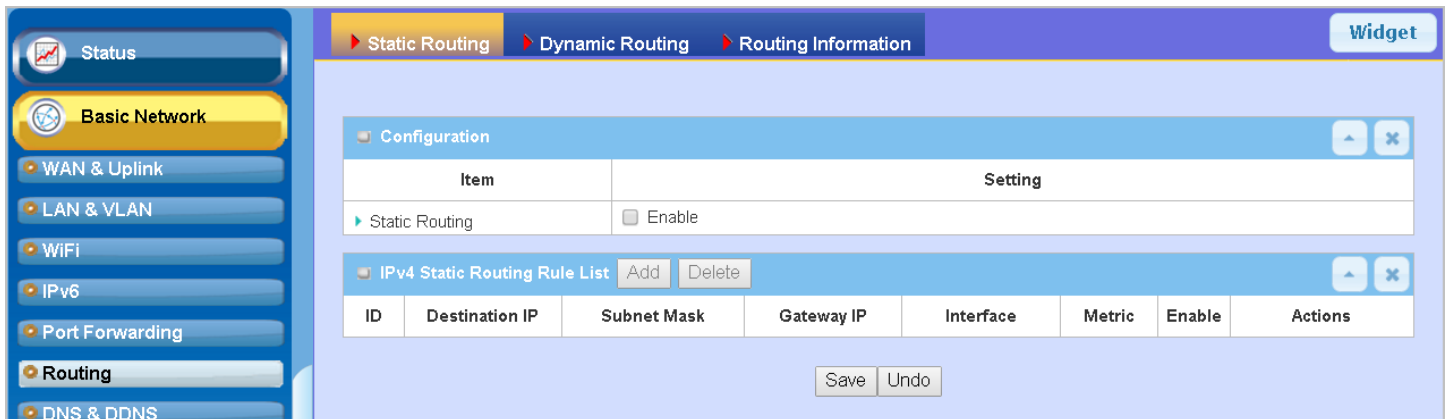 Status
Basic Network
WAN & Uplink
LAN & VLAN
WiFi
IPv6
Port Forwarding
Routing
DNS & DDNS
Static Routing Dynamic Routing Routing Information
Widget
Configuration
Item Setting
Static Routing Enable
IPv4 Static Routing Rule List Add Delete
ID Destination IP Subnet Mask Gateway IP Interface Metric Enable Actions
Save Undo